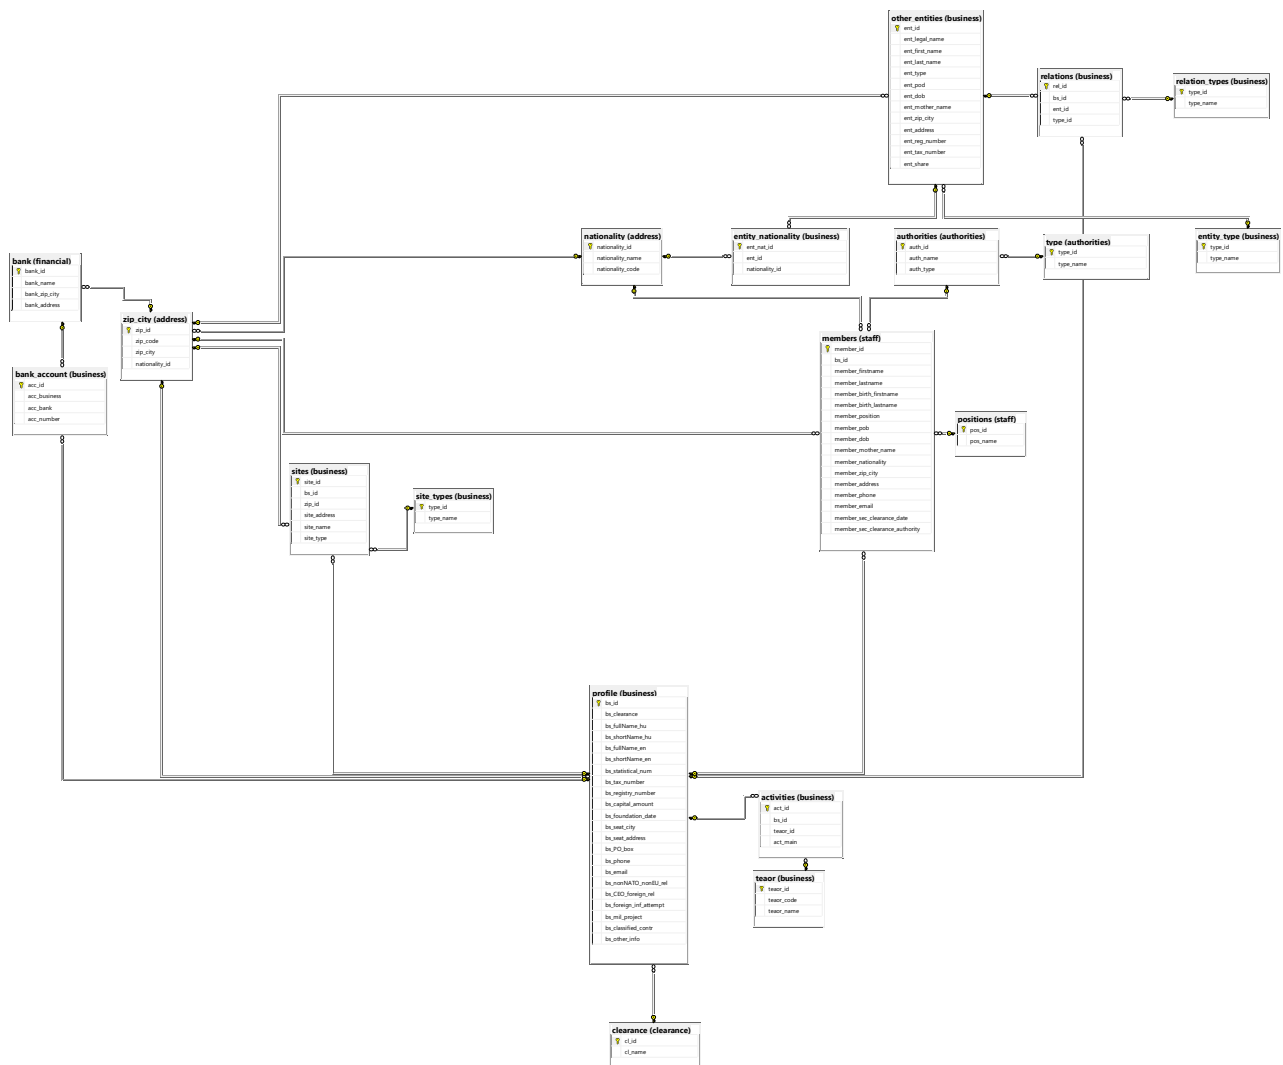 other_entities (business)
ent_id
ent_legal_name
ent_first_name
ent_last_name
ent_type
ent_pod
ent_dob
ent_mother_name
ent_zip_city
ent_address
ent_reg_number
ent_tax_number
ent_share
relations (business)
rel_id
bs_id
ent_id
type_id
relation_types (business)
type_id
type_name
nationality (address)
nationality_id
nationality_name
nationality_code
entity_nationality (business)
ent_nat_id
ent_id
nationality_id
authorities (authorities)
auth_id
auth_name
auth_type
type (authorities)
type_id
type_name
entity_type (business)
type_id
type_name
bank (financial)
bank_id
bank_name
bank_zip_city
bank_address
zip_city (address)
zip_id
zip_code
zip_city
nationality_id
bank_account (business)
acc_id
acc_business
acc_bank
acc_number
members (staff)
member_id
bs_id
member_firstname
member_lastname
member_birth_firstname
member_birth_lastname
member_position
member_pob
member_dob
member_mother_name
member_nationality
member_zip_city
member_address
member_phone
member_email
member_sec_clearance_date
member_sec_clearance_authority
positions (staff)
pos_id
pos_name
sites (business)
site_id
bs_id
zip_id
site_address
site_name
site_type
site_types (business)
type_id
type_name
profile (business)
bs_id
bs_clearance
bs_fullName_hu
bs_shortName_hu
bs_fullName_en
bs_shortName_en
bs_statistical_num
bs_tax_number
bs_registry_number
bs_capital_amount
bs_foundation_date
bs_seat_city
bs_seat_address
bs_PO_box
bs_phone
bs_email
bs_nonNATO_nonEU_rel
bs_CEO_foreign_rel
bs_foreign_inf_attempt
bs_mil_project
bs_classified_contr
bs_other_info
activities (business)
act_id
bs_id
teaor_id
act_main
teaor (business)
teaor_id
teaor_code
teaor_name
clearance (clearance)
cl_id
cl_name